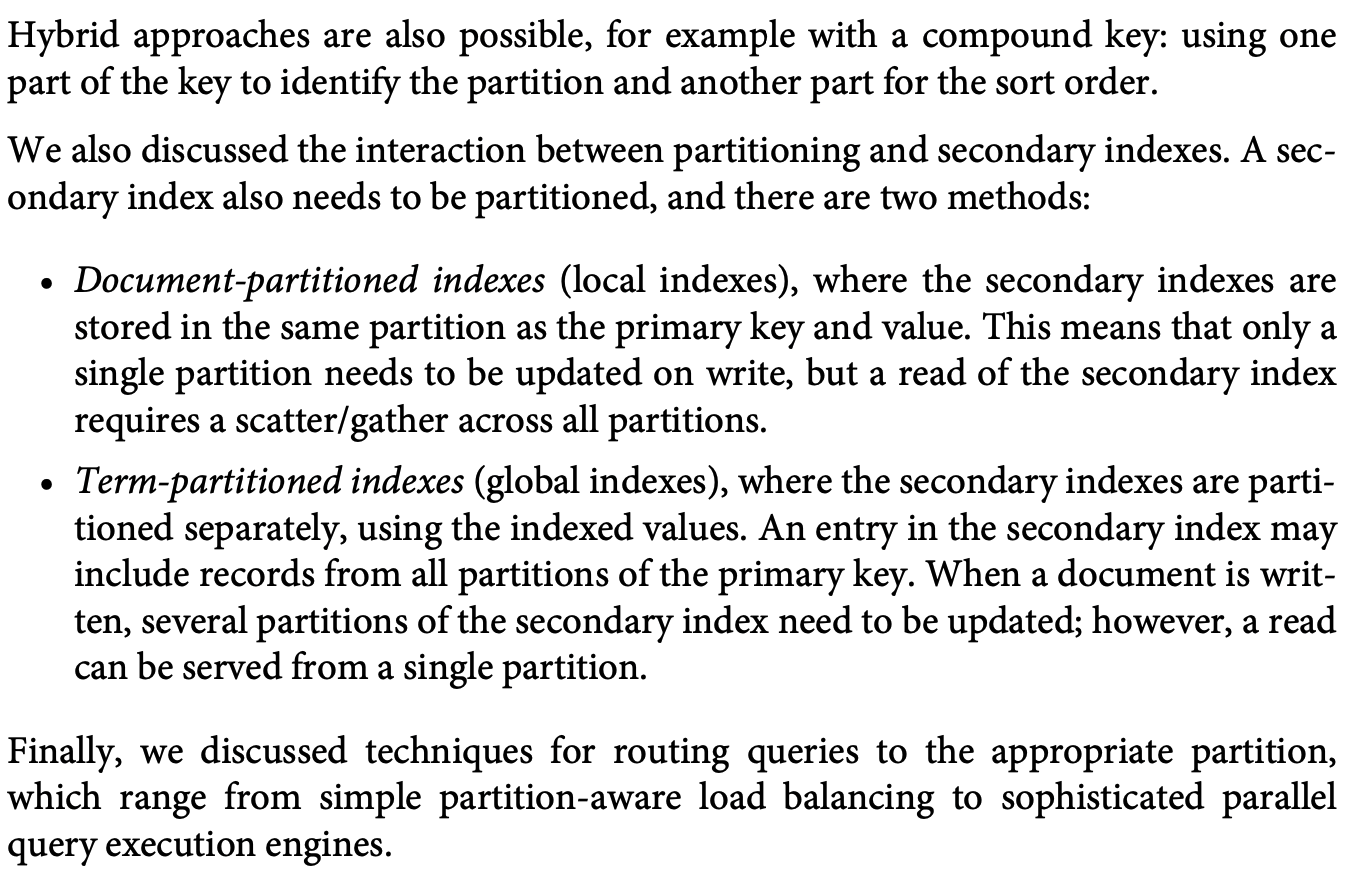 Hybrid approaches are also possible, for example with a compound key: using one
part of the key to identify the partition and another part for the sort order.
We also discussed the interaction between partitioning and secondary indexes. A sec-
ondary index also needs to be partitioned, and there are two methods:
• Document-partitioned indexes (local indexes), where the secondary indexes are
stored in the same partition as the primary key and value. This means that only a
single partition needs to be updated on write, but a read of the secondary index
requires a scatter/gather across all partitions.
• Term-partitioned indexes (global indexes), where the secondary indexes are parti-
tioned separately, using the indexed values. An entry in the secondary index may
include records from all partitions of the primary key. When a document is writ-
ten, several partitions of the secondary index need to be updated; however, a read
can be served from a single partition.
Finally, we discussed techniques for routing queries to the appropriate partition,
which range from simple partition-aware load balancing to sophisticated parallel
query execution engines.